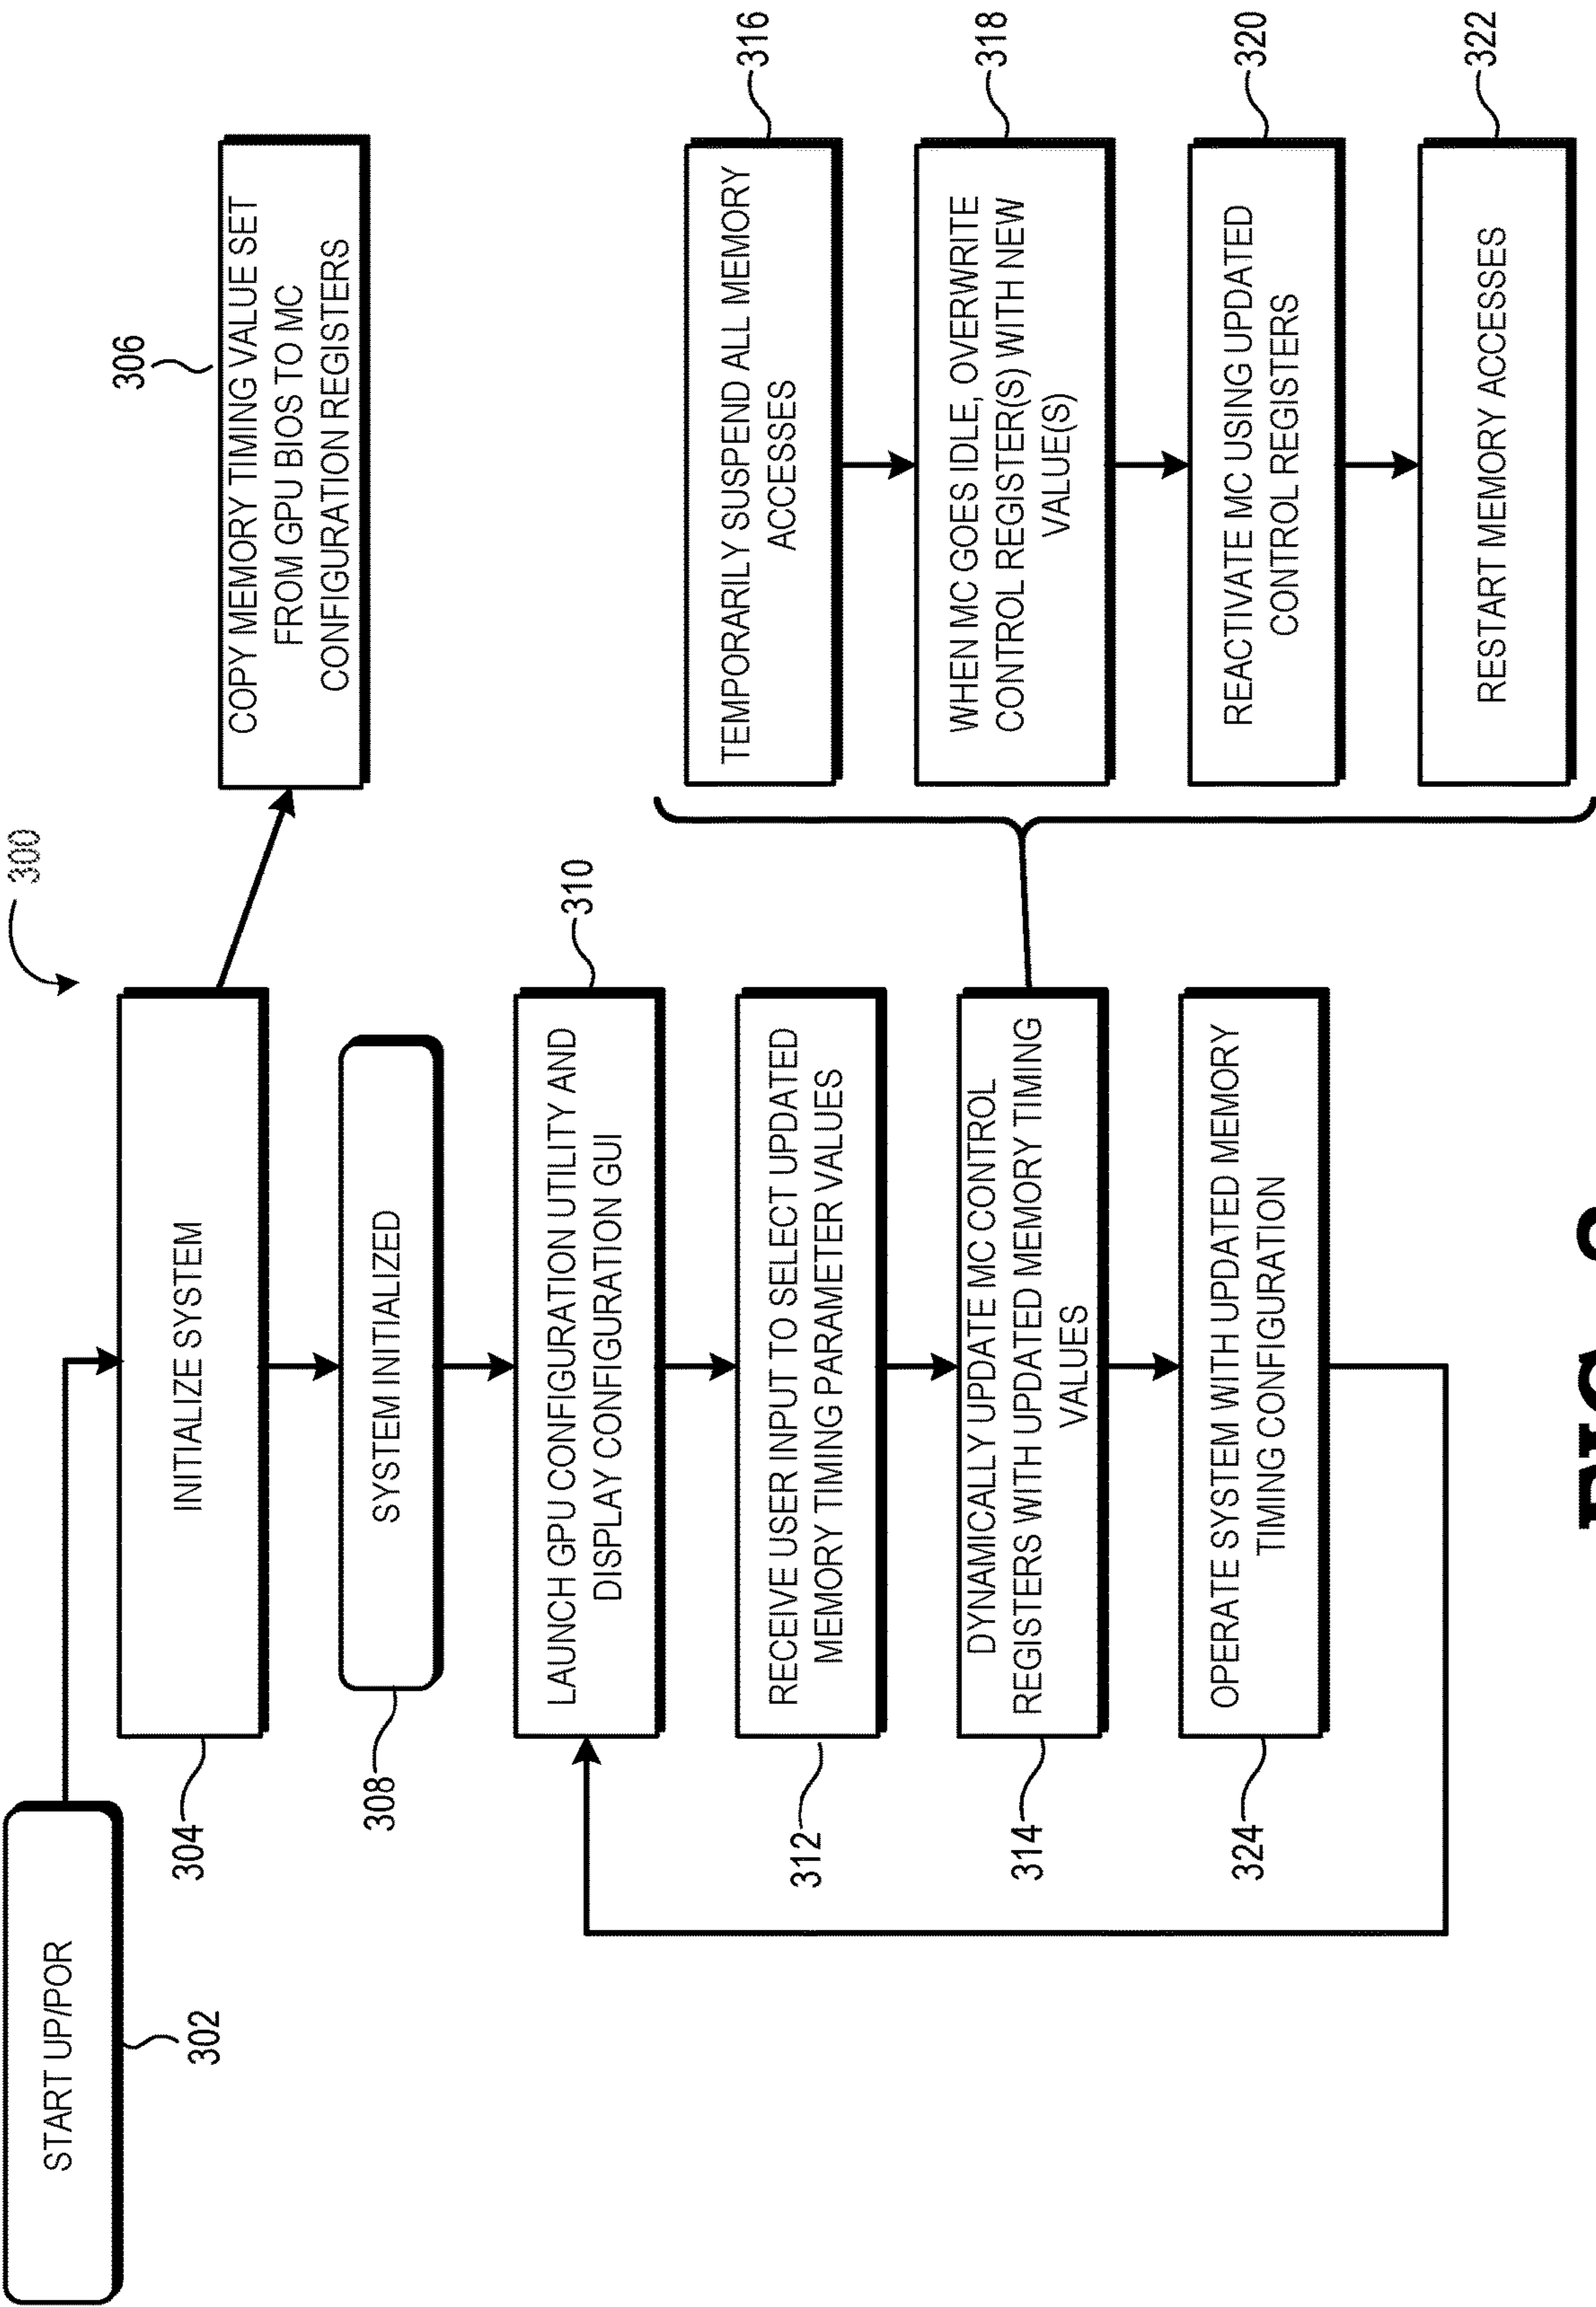 300
START UP/POR
302
INITIALIZE SYSTEM
304
COPY MEMORY TIMING VALUE SET
FROM GPU BIOS TO MC
CONFIGURATION REGISTERS
306
SYSTEM INITIALIZED
308
LAUNCH GPU CONFIGURATION UTILITY AND
DISPLAY CONFIGURATION GUI
310
RECEIVE USER INPUT TO SELECT UPDATED
MEMORY TIMING PARAMETER VALUES
312
DYNAMICALLY UPDATE MC CONTROL
REGISTERS WITH UPDATED MEMORY TIMING
VALUES
314
TEMPORARILY SUSPEND ALL MEMORY
ACCESSES
316
WHEN MC GOES IDLE, OVERWRITE
CONTROL REGISTER(S) WITH NEW
VALUE(S)
318
REACTIVATE MC USING UPDATED
CONTROL REGISTERS
320
RESTART MEMORY ACCESSES
322
OPERATE SYSTEM WITH UPDATED MEMORY
TIMING CONFIGURATION
324